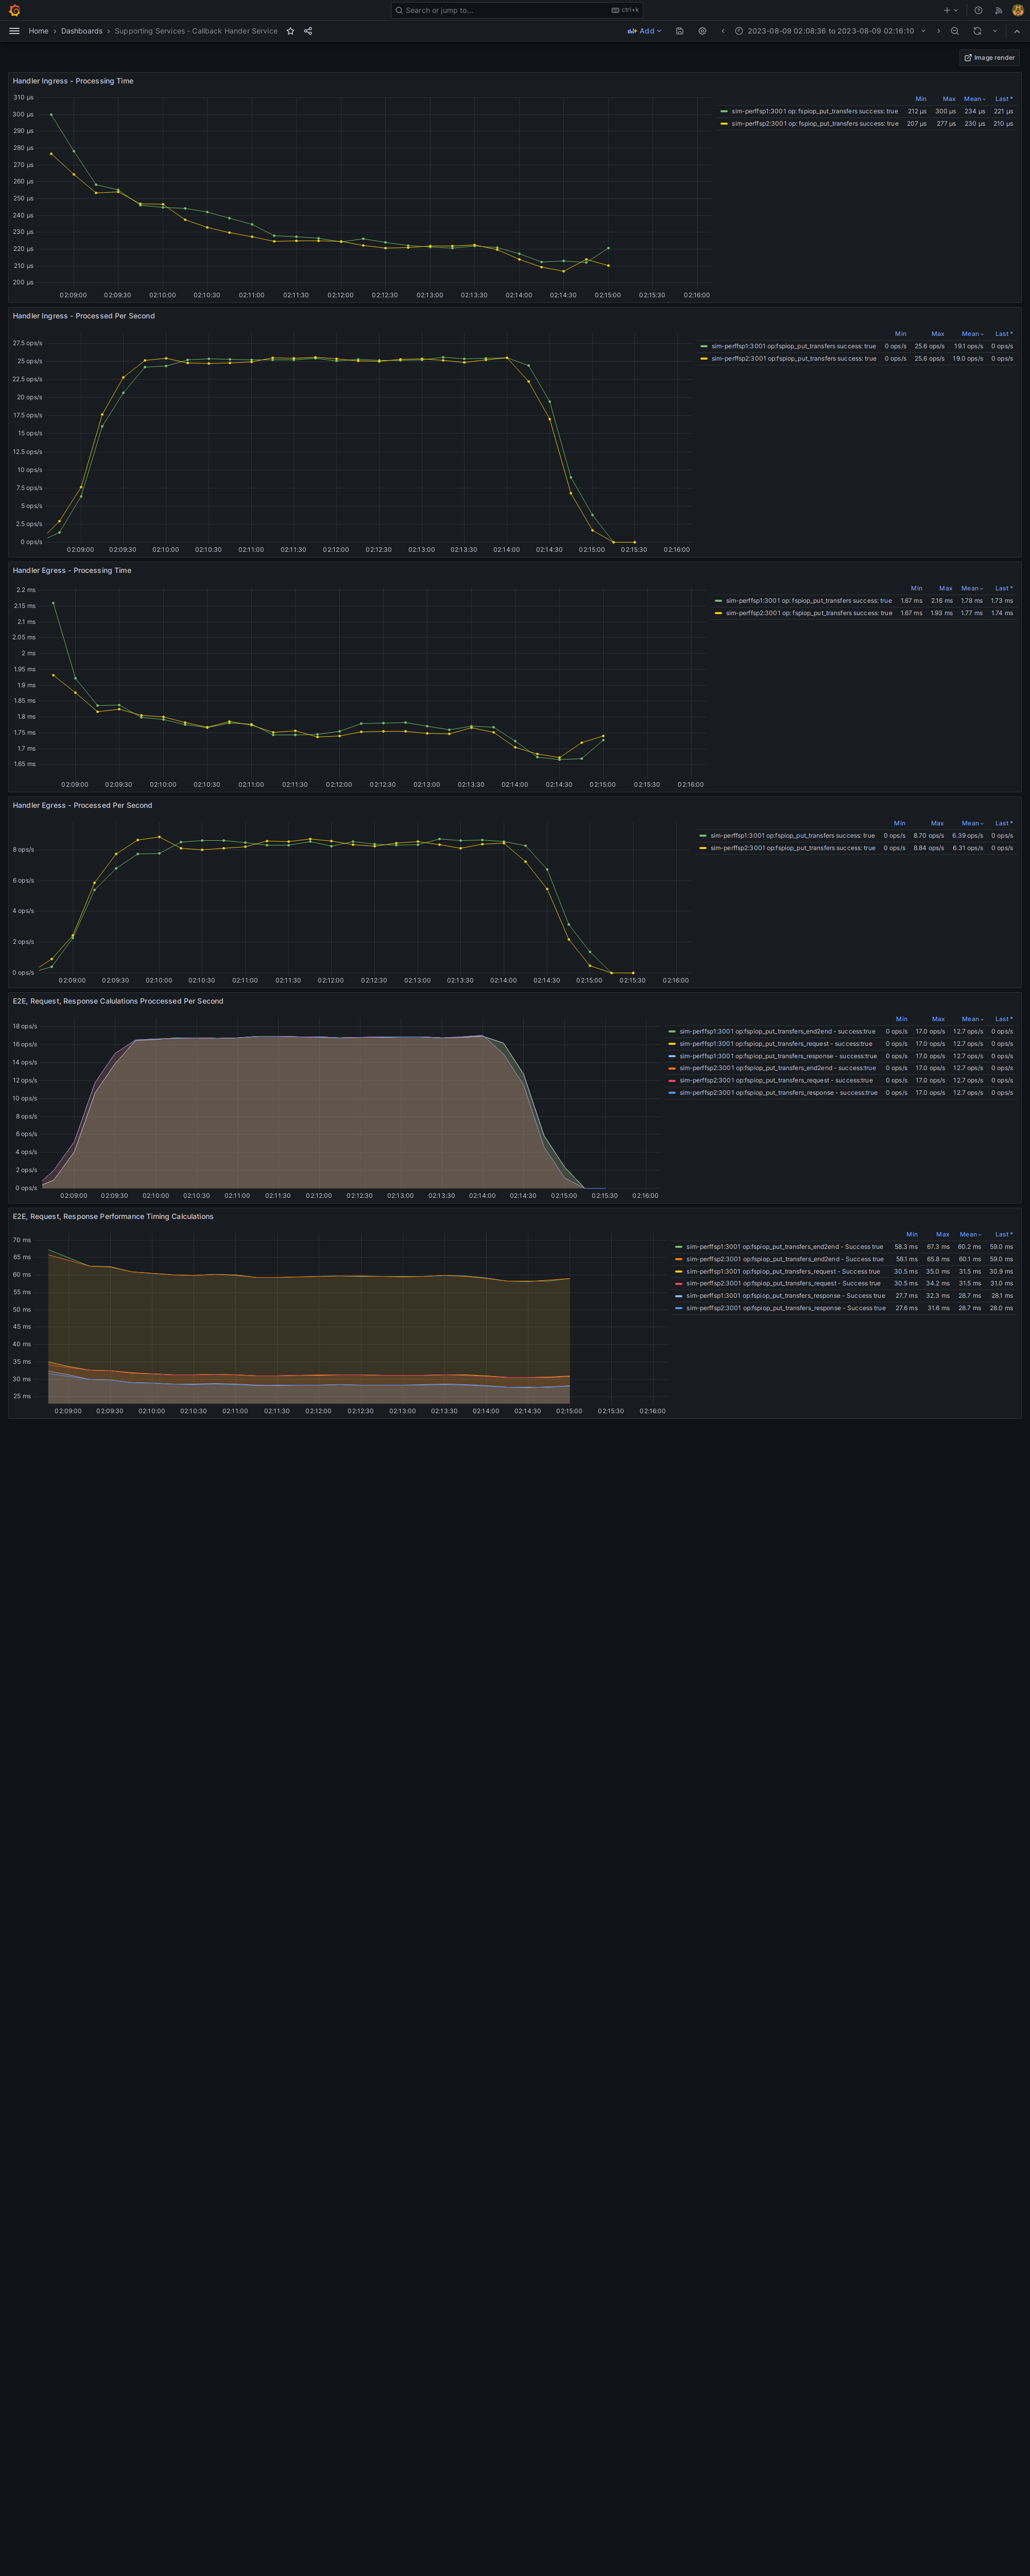 Search or jump to... ctrl+k
Home › Dashboards › Supporting Services - Callback Hander Service Add 2023-08-09 02:08:36 to 2023-08-09 02:16:10
Image render
Handler Ingress - Processing Time
Min Max Mean Last *
sim-perffsp1:3001 op: fspiop_put_transfers success: true 212 µs 300 µs 234 µs 221 µs
sim-perffsp2:3001 op: fspiop_put_transfers success: true 207 µs 277 µs 230 µs 210 µs
310 µs
300 µs
290 µs
280 µs
270 µs
260 µs
250 µs
240 µs
230 µs
220 µs
210 µs
200 µs
02:09:00 02:09:30 02:10:00 02:10:30 02:11:00 02:11:30 02:12:00 02:12:30 02:13:00 02:13:30 02:14:00 02:14:30 02:15:00 02:15:30 02:16:00
Handler Ingress - Processed Per Second
Min Max Mean Last *
sim-perffsp1:3001 op:fspiop_put_transfers success: true 0 ops/s 25.6 ops/s 19.1 ops/s 0 ops/s
sim-perffsp2:3001 op:fspiop_put_transfers success: true 0 ops/s 25.6 ops/s 19.0 ops/s 0 ops/s
27.5 ops/s
25 ops/s
22.5 ops/s
20 ops/s
17.5 ops/s
15 ops/s
12.5 ops/s
10 ops/s
7.5 ops/s
5 ops/s
2.5 ops/s
0 ops/s
02:09:00 02:09:30 02:10:00 02:10:30 02:11:00 02:11:30 02:12:00 02:12:30 02:13:00 02:13:30 02:14:00 02:14:30 02:15:00 02:15:30 02:16:00
Handler Egress - Processing Time
Min Max Mean Last *
sim-perffsp1:3001 op: fspiop_put_transfers success: true 1.67 ms 2.16 ms 1.78 ms 1.73 ms
sim-perffsp2:3001 op: fspiop_put_transfers success: true 1.67 ms 1.93 ms 1.77 ms 1.74 ms
2.2 ms
2.15 ms
2.1 ms
2.05 ms
2 ms
1.95 ms
1.9 ms
1.85 ms
1.8 ms
1.75 ms
1.7 ms
1.65 ms
02:09:00 02:09:30 02:10:00 02:10:30 02:11:00 02:11:30 02:12:00 02:12:30 02:13:00 02:13:30 02:14:00 02:14:30 02:15:00 02:15:30 02:16:00
Handler Egress - Processed Per Second
Min Max Mean Last *
sim-perffsp1:3001 op:fspiop_put_transfers success: true 0 ops/s 8.70 ops/s 6.39 ops/s 0 ops/s
sim-perffsp2:3001 op:fspiop_put_transfers success: true 0 ops/s 8.84 ops/s 6.31 ops/s 0 ops/s
8 ops/s
6 ops/s
4 ops/s
2 ops/s
0 ops/s
02:09:00 02:09:30 02:10:00 02:10:30 02:11:00 02:11:30 02:12:00 02:12:30 02:13:00 02:13:30 02:14:00 02:14:30 02:15:00 02:15:30 02:16:00
E2E, Request, Response Calulations Proccessed Per Second
Min Max Mean Last *
sim-perffsp1:3001 op:fspiop_put_transfers_end2end - success:true 0 ops/s 17.0 ops/s 12.7 ops/s 0 ops/s
sim-perffsp1:3001 op:fspiop_put_transfers_request - success:true 0 ops/s 17.0 ops/s 12.7 ops/s 0 ops/s
sim-perffsp1:3001 op:fspiop_put_transfers_response - success:true 0 ops/s 17.0 ops/s 12.7 ops/s 0 ops/s
sim-perffsp2:3001 op:fspiop_put_transfers_end2end - success:true 0 ops/s 17.0 ops/s 12.7 ops/s 0 ops/s
sim-perffsp2:3001 op:fspiop_put_transfers_request - success:true 0 ops/s 17.0 ops/s 12.7 ops/s 0 ops/s
sim-perffsp2:3001 op:fspiop_put_transfers_response - success:true 0 ops/s 17.0 ops/s 12.7 ops/s 0 ops/s
18 ops/s
16 ops/s
14 ops/s
12 ops/s
10 ops/s
8 ops/s
6 ops/s
4 ops/s
2 ops/s
0 ops/s
02:09:00 02:09:30 02:10:00 02:10:30 02:11:00 02:11:30 02:12:00 02:12:30 02:13:00 02:13:30 02:14:00 02:14:30 02:15:00 02:15:30 02:16:00
E2E, Request, Response Performance Timing Calculations
Min Max Mean Last *
sim-perffsp1:3001 op:fspiop_put_transfers_end2end - Success true 58.3 ms 67.3 ms 60.2 ms 59.0 ms
sim-perffsp2:3001 op:fspiop_put_transfers_end2end - Success true 58.1 ms 65.8 ms 60.1 ms 59.0 ms
sim-perffsp1:3001 op:fspiop_put_transfers_request - Success true 30.5 ms 35.0 ms 31.5 ms 30.9 ms
sim-perffsp2:3001 op:fspiop_put_transfers_request - Success true 30.5 ms 34.2 ms 31.5 ms 31.0 ms
sim-perffsp1:3001 op:fspiop_put_transfers_response - Success true 27.7 ms 32.3 ms 28.7 ms 28.1 ms
sim-perffsp2:3001 op:fspiop_put_transfers_response - Success true 27.6 ms 31.6 ms 28.7 ms 28.0 ms
70 ms
65 ms
60 ms
55 ms
50 ms
45 ms
40 ms
35 ms
30 ms
25 ms
02:09:00 02:09:30 02:10:00 02:10:30 02:11:00 02:11:30 02:12:00 02:12:30 02:13:00 02:13:30 02:14:00 02:14:30 02:15:00 02:15:30 02:16:00